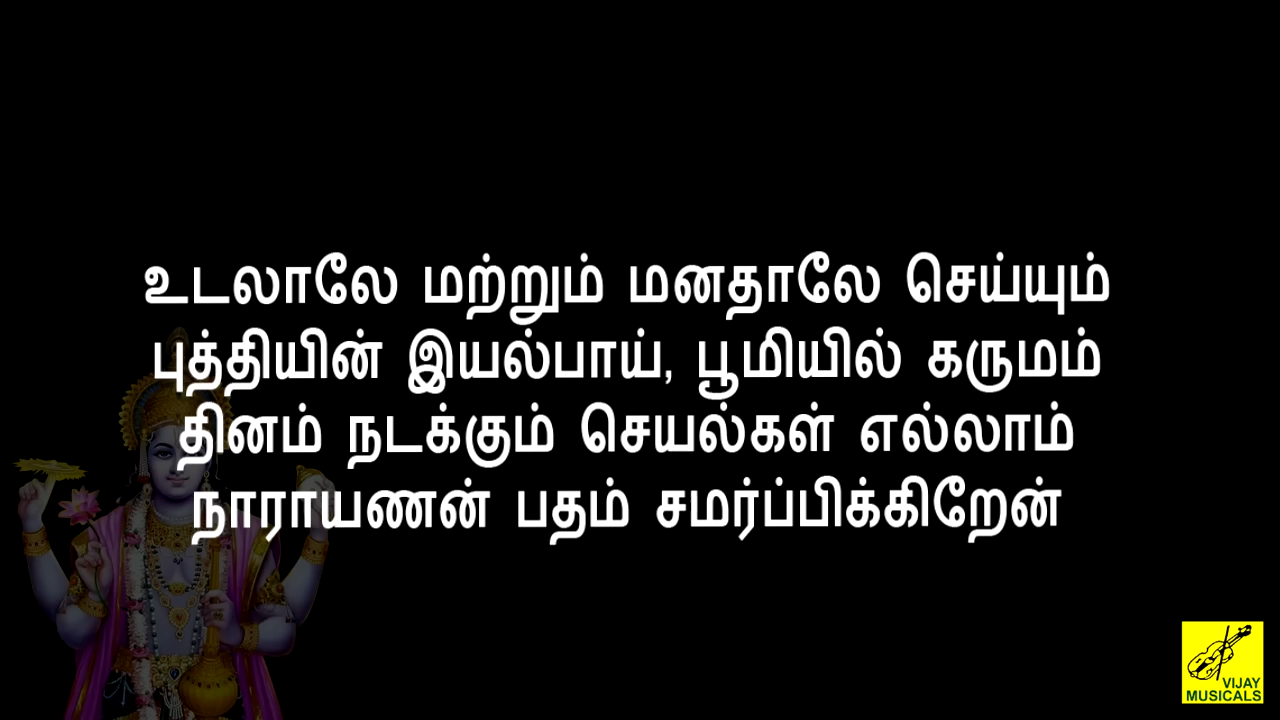 உடலாலே மற்றும் மனதாலே செய்யும்
புத்தியின் இயல்பாய், பூமியில் கருமம்
தினம் நடக்கும் செயல்கள் எல்லாம்
நாராயணன் பதம் சமர்ப்பிக்கிறேன்
VIJAY
MUSICALS